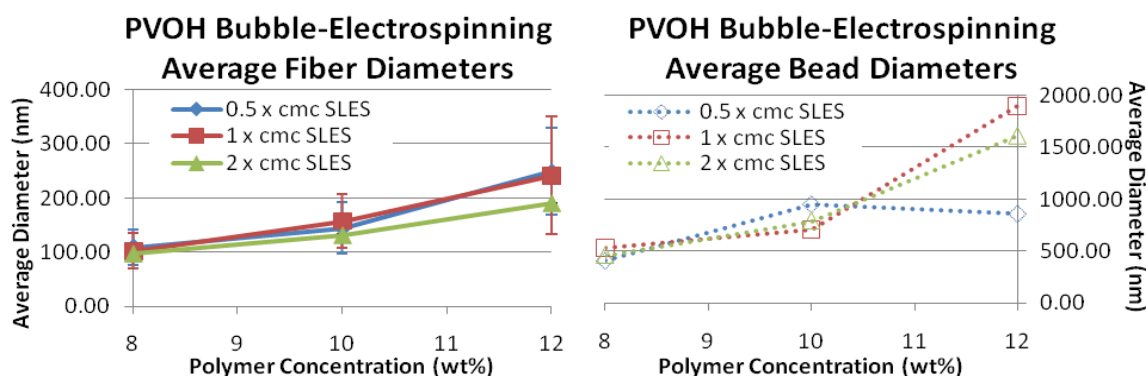 PVOH Bubble-Electrospinning
Average Fiber Diameters
400.00
300.00
200.00
100.00
0.00
Average Diameter (nm)
0.5 x cmc SLES
1 x cmc SLES
2 x cmc SLES
8 9 10 11 12
Polymer Concentration (wt%)
PVOH Bubble-Electrospinning
Average Bead Diameters
0.5 x cmc SLES
1 x cmc SLES
2 x cmc SLES
2000.00
1500.00
1000.00
500.00
0.00
Average Diameter (nm)
8 9 10 11 12
Polymer Concentration (wt%)